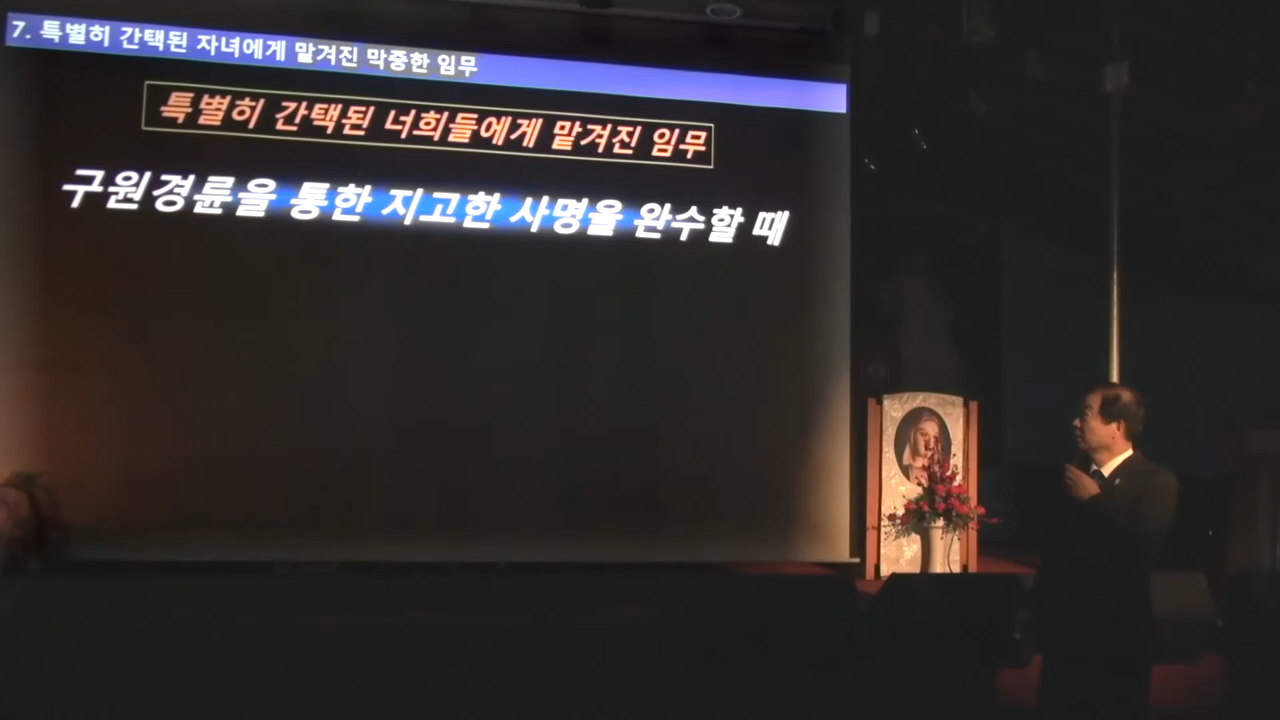 7. 특별히 간택된 자녀에게 맡겨진 막중한 임무
특별히 간택된 너희들에게 맡겨진 임무
구원경륜을 통한 지고한 사명을 완수할 때